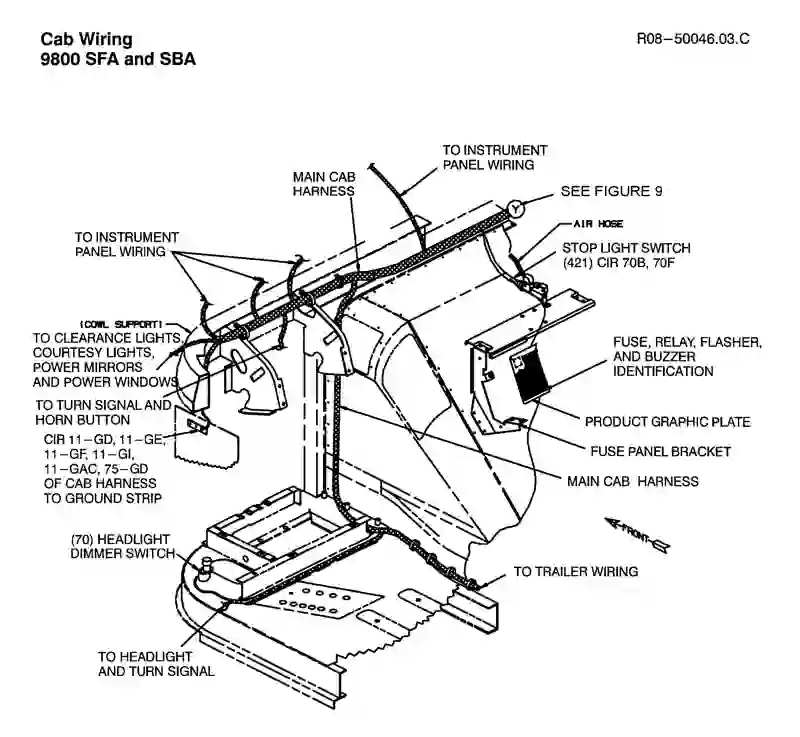 Cab Wiring
9800 SFA and SBA
R08-50046.03.C
TO INSTRUMENT
PANEL WIRING
MAIN CAB
HARNESS
Y
SEE FIGURE 9
AIR HOSE
TO INSTRUMENT
PANEL WIRING
STOP LIGHT SWITCH
(421) CIR 70B, 70F
(COWL SUPPORT)
TO CLEARANCE LIGHTS,
COURTESY LIGHTS,
POWER MIRRORS
AND POWER WINDOWS
FUSE, RELAY, FLASHER,
AND BUZZER
IDENTIFICATION
TO TURN SIGNAL AND
HORN BUTTON
PRODUCT GRAPHIC PLATE
CIR 11-GD, 11-GE,
11-GF, 11-GI,
11-GAC, 75-GD
OF CAB HARNESS
TO GROUND STRIP
FUSE PANEL BRACKET
MAIN CAB HARNESS
FRONT
(70) HEADLIGHT
DIMMER SWITCH
TO TRAILER WIRING
TO HEADLIGHT
AND TURN SIGNAL